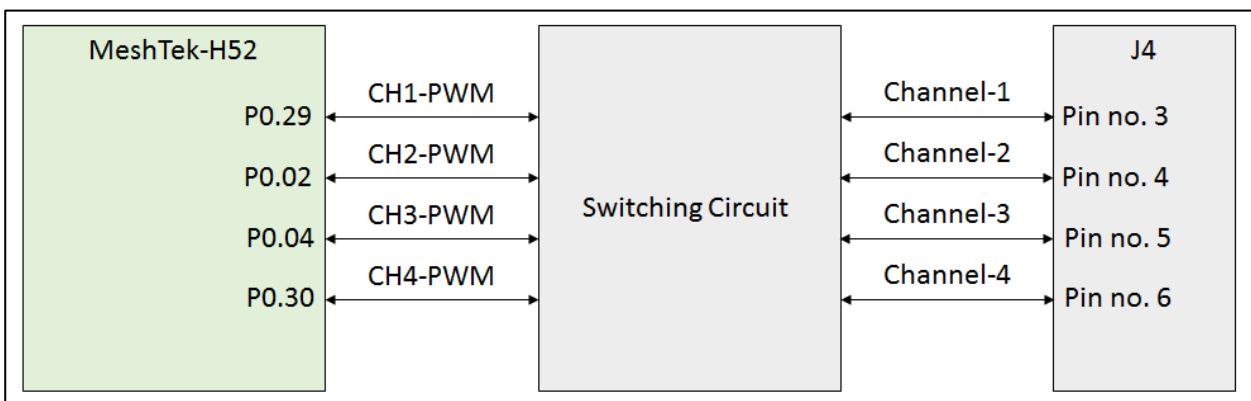 MeshTek-H52
J4
CH1-PWM
Channel-1
P0.29
Pin no. 3
CH2-PWM
Channel-2
P0.02
Pin no. 4
CH3-PWM
Switching Circuit
Channel-3
P0.04
Pin no. 5
CH4-PWM
Channel-4
P0.30
Pin no. 6